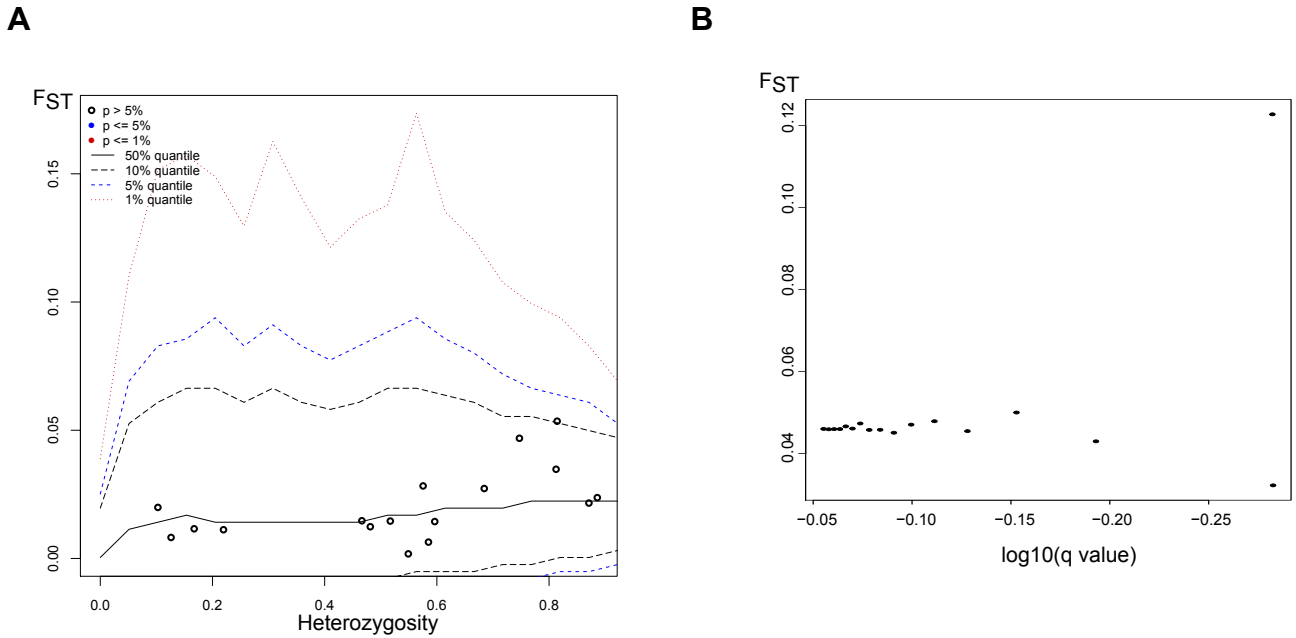 A
F_ST
p > 5%
p <= 5%
p <= 1%
50% quantile
10% quantile
5% quantile
1% quantile
0.15
0.10
0.05
0.00
0.0 0.2 0.4 0.6 0.8
Heterozygosity
B
F_ST
0.12
0.10
0.08
0.06
0.04
−0.05 −0.10 −0.15 −0.20 −0.25
log10(q value)